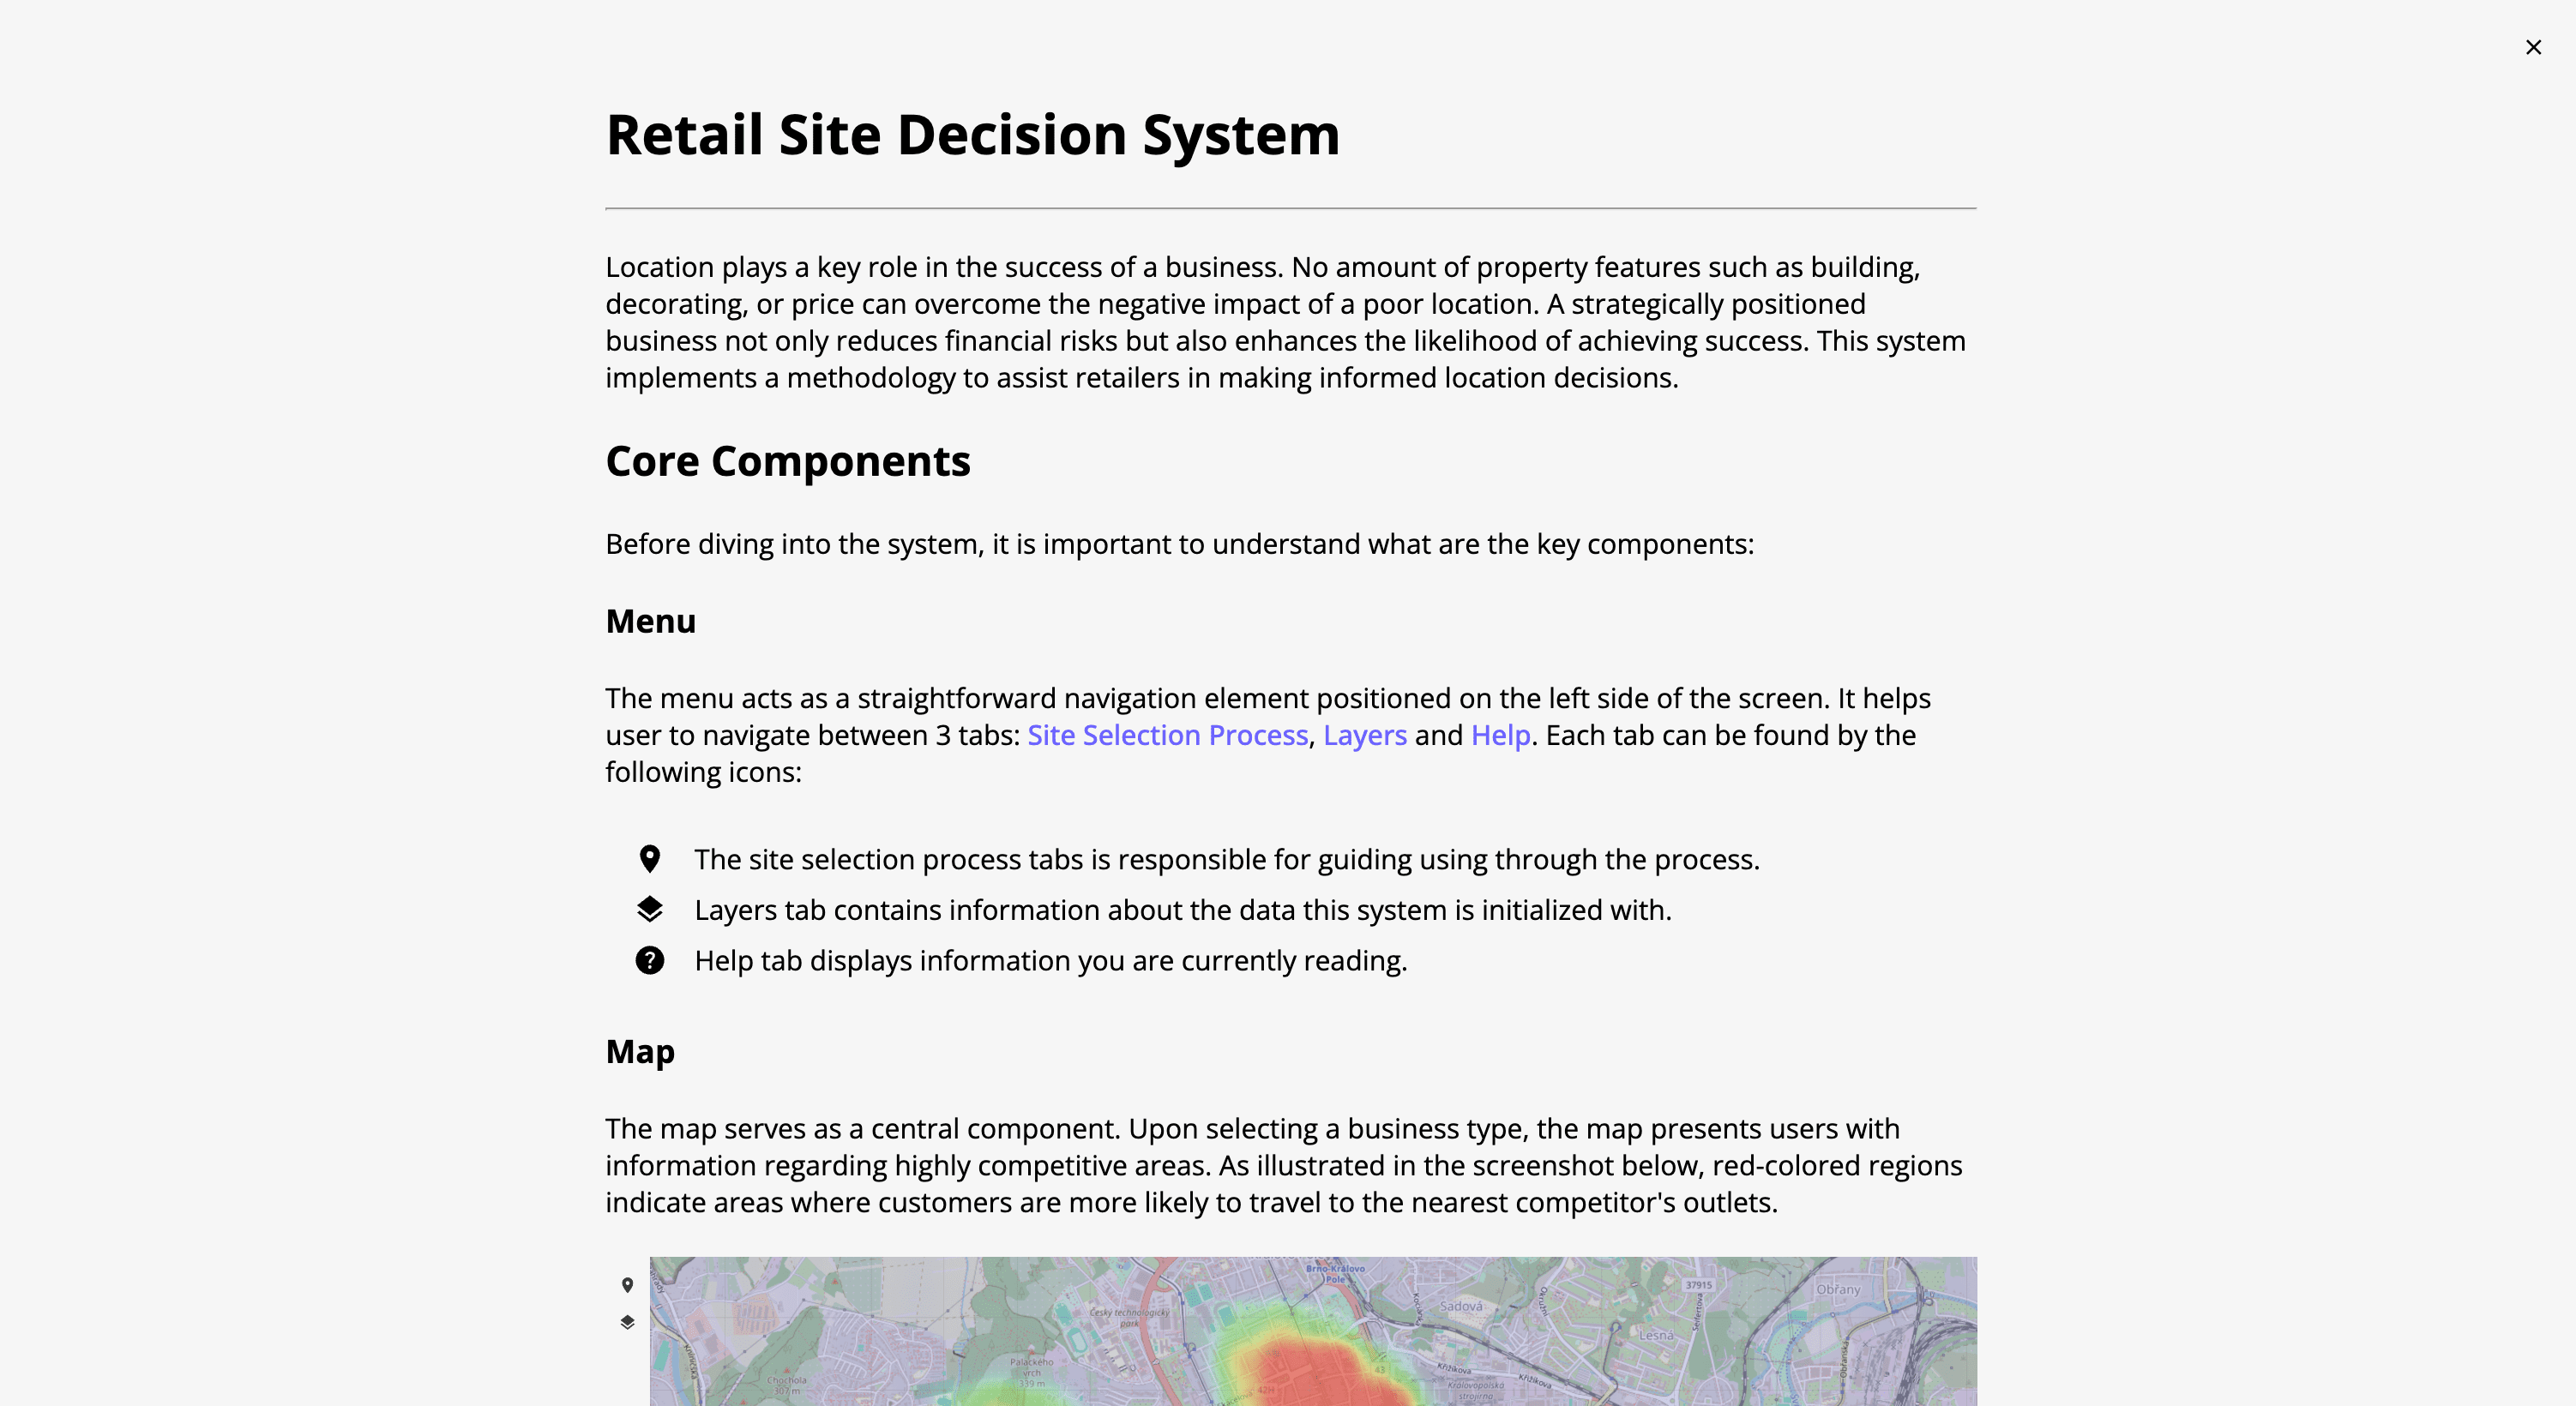 Retail Site Decision System
Location plays a key role in the success of a business. No amount of property features such as building,
decorating, or price can overcome the negative impact of a poor location. A strategically positioned
business not only reduces financial risks but also enhances the likelihood of achieving success. This system
implements a methodology to assist retailers in making informed location decisions.
Core Components
Before diving into the system, it is important to understand what are the key components:
Menu
The menu acts as a straightforward navigation element positioned on the left side of the screen. It helps
user to navigate between 3 tabs: Site Selection Process, Layers and Help. Each tab can be found by the
following icons:
The site selection process tabs is responsible for guiding using through the process.
Layers tab contains information about the data this system is initialized with.
Help tab displays information you are currently reading.
Map
The map serves as a central component. Upon selecting a business type, the map presents users with
information regarding highly competitive areas. As illustrated in the screenshot below, red-colored regions
indicate areas where customers are more likely to travel to the nearest competitor's outlets.
Brno-Královo
Pole
37915
Obřany
Sadová
Český technologický
park
Lesná
Palackého
vrch
339 m
43
Křižíkova
Křižíkova
Chochola
307 m
42H
Královopolská
strojírna